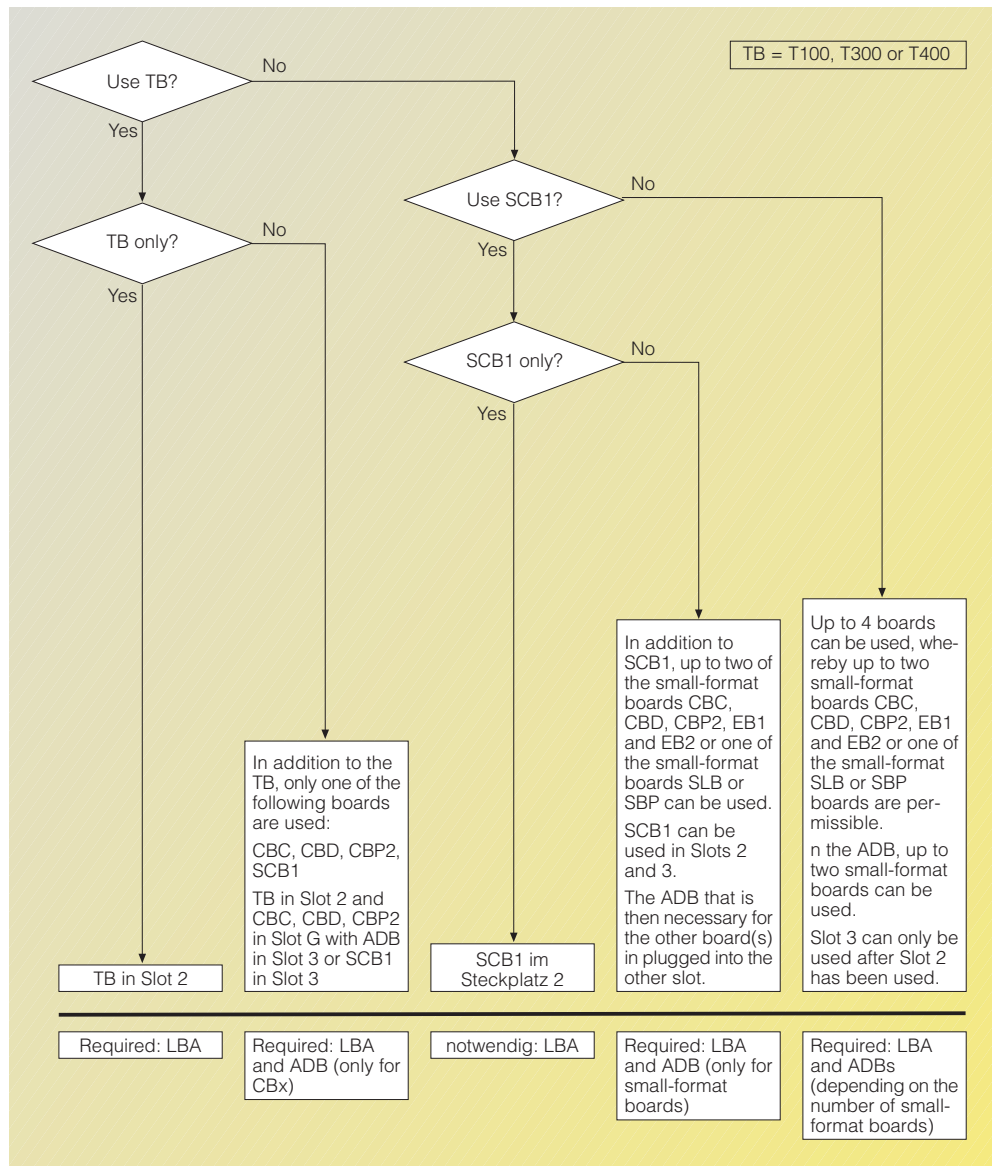 TB = T100, T300 or T400
Use TB?
No
Yes
Use SCB1?
No
Yes
TB only?
No
Yes
SCB1 only?
No
Yes
TB in Slot 2
In addition to the
TB, only one of the
following boards
are used:
CBC, CBD, CBP2,
SCB1
TB in Slot 2 and
CBC, CBD, CBP2
in Slot G with ADB
in Slot 3 or SCB1
in Slot 3
SCB1 im
Steckplatz 2
In addition to
SCB1, up to two of
the small-format
boards CBC,
CBD, CBP2, EB1
and EB2 or one of
the small-format
boards SLB or
SBP can be used.
SCB1 can be
used in Slots 2
and 3.
The ADB that is
then necessary for
the other board(s)
in plugged into the
other slot.
Up to 4 boards
can be used, whe-
reby up to two
small-format
boards CBC,
CBD, CBP2, EB1
and EB2 or one of
the small-format
SLB or SBP
boards are per-
missible.
n the ADB, up to
two small-format
boards can be
used.
Slot 3 can only be
used after Slot 2
has been used.
Required: LBA
Required: LBA
and ADB (only for
CBx)
notwendig: LBA
Required: LBA
and ADB (only for
small-format
boards)
Required: LBA
and ADBs
(depending on the
number of small-
format boards)